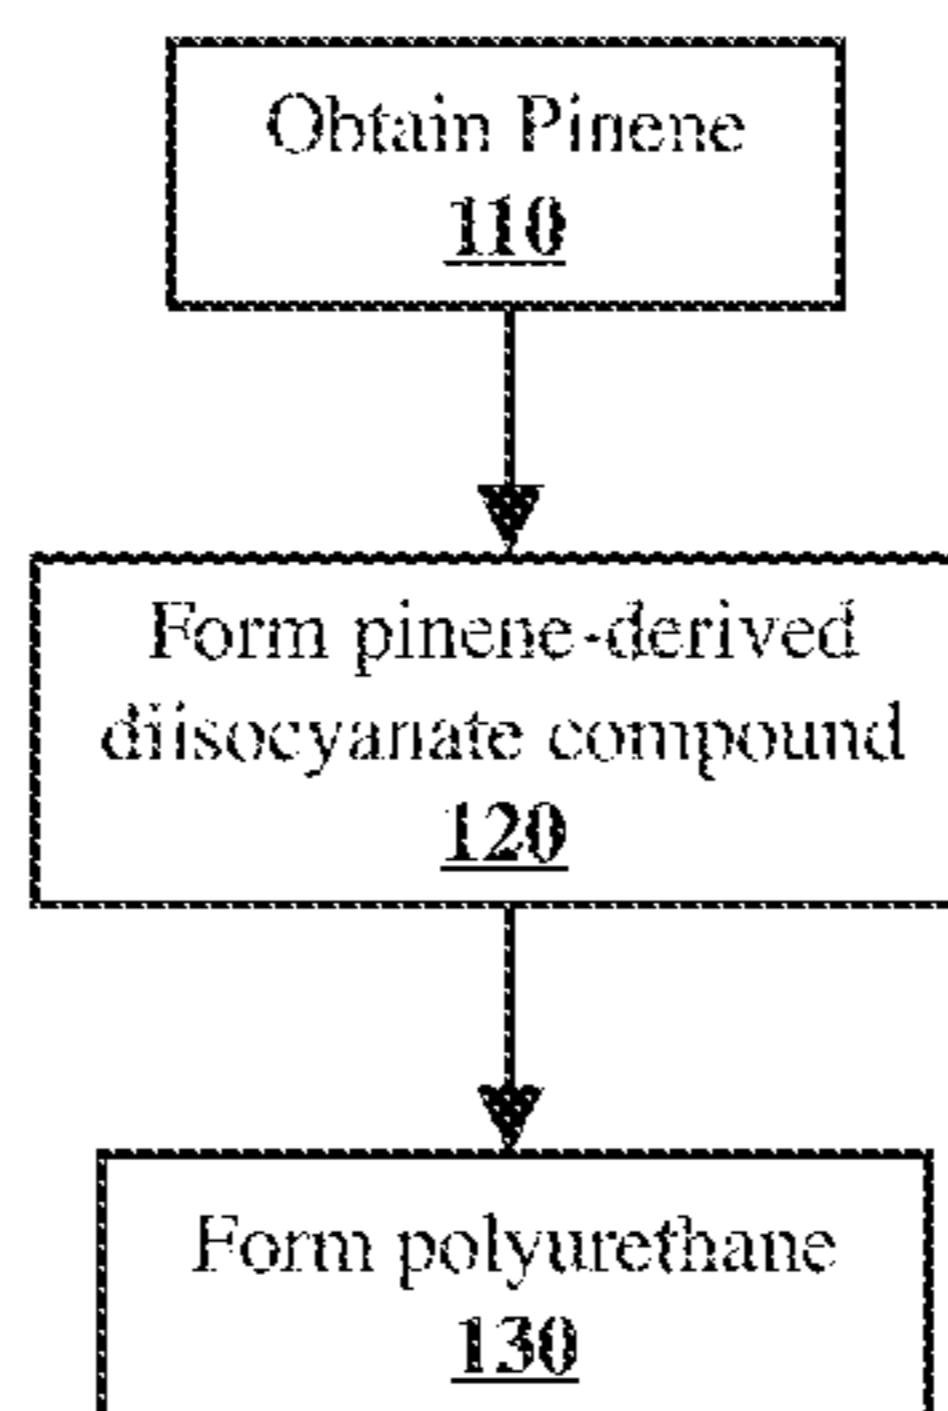 Obtain Pinene
110
Form pinene-derived
diisocyanate compound
120
Form polyurethane
130